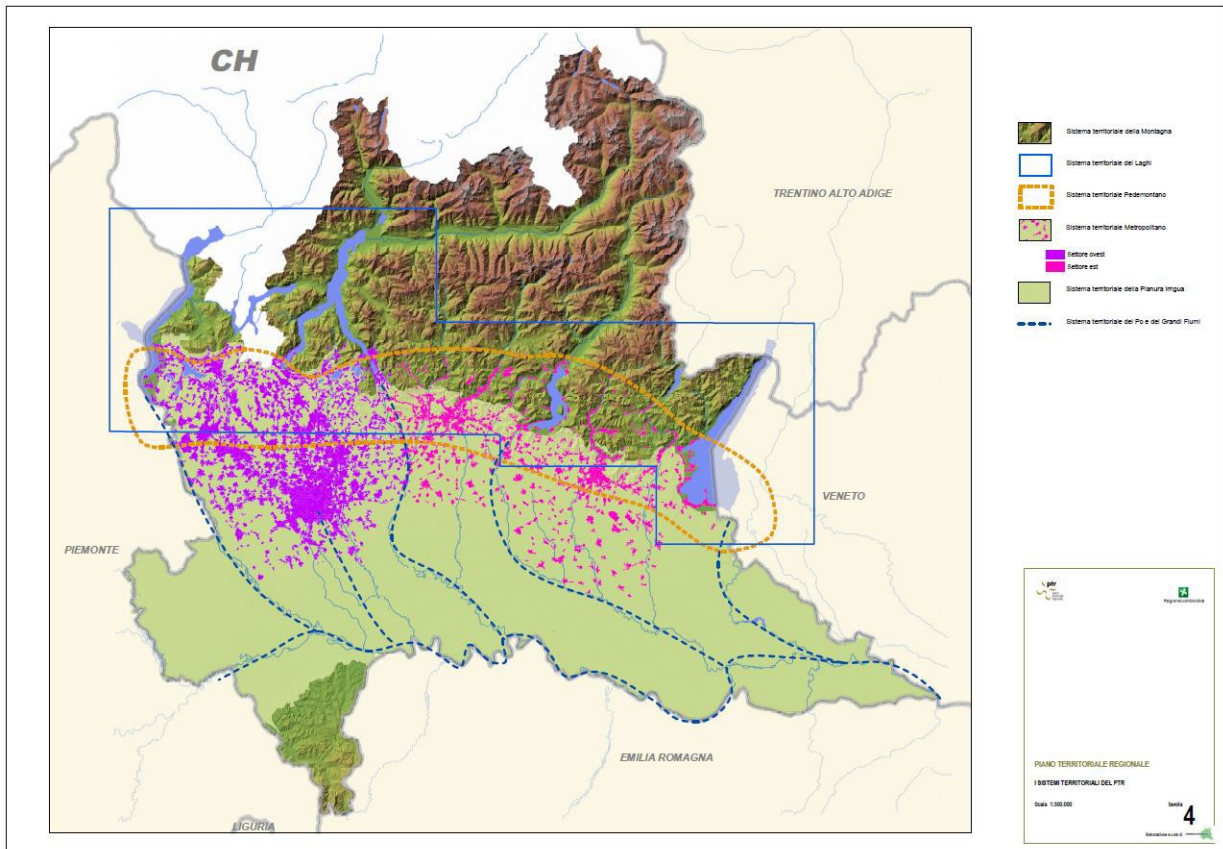 CH
TRENTINO ALTO ADIGE
VENETO
PIEMONTE
EMILIA ROMAGNA
LIGURIA
Sistema territoriale della Montagna
Sistema territoriale dei Laghi
Sistema territoriale Pedemontano
Sistema territoriale Metropolitano
Settore ovest
Settore est
Sistema territoriale della Pianura Irrigua
Sistema territoriale del Po e dei Grandi Fiumi
ptr
RegioneLombardia
PIANO TERRITORIALE REGIONALE
I SISTEMI TERRITORIALI DEL PTR
Scala 1:300.000
tavola
4